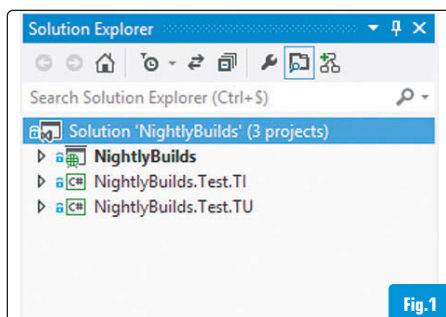 Solution Explorer
Search Solution Explorer (Ctrl+$)
Solution 'NightlyBuilds' (3 projects)
NightlyBuilds
C# NightlyBuilds.Test.TI
C# NightlyBuilds.Test.TU
Fig.1